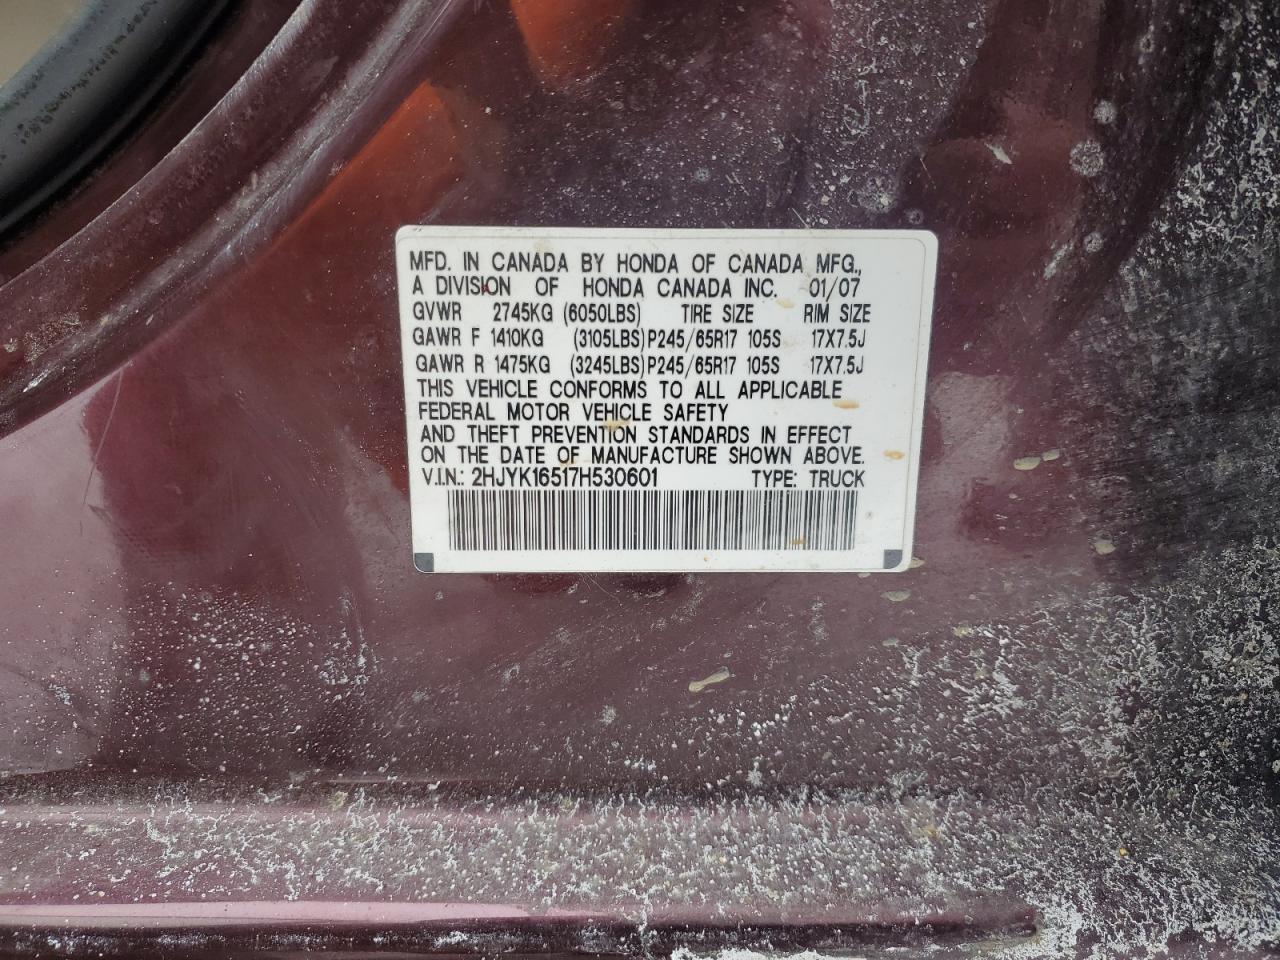 MFD. IN CANADA BY HONDA OF CANADA MFG.,
A DIVISION OF HONDA CANADA INC. 01/07
GVWR 2745KG (6050LBS) TIRE SIZE RIM SIZE
GAWR F 1410KG (3105LBS) P245/65R17 105S 17X7.5J
GAWR R 1475KG (3245LBS) P245/65R17 105S 17X7.5J
THIS VEHICLE CONFORMS TO ALL APPLICABLE
FEDERAL MOTOR VEHICLE SAFETY
AND THEFT PREVENTION STANDARDS IN EFFECT
ON THE DATE OF MANUFACTURE SHOWN ABOVE.
V.I.N.: 2HJYK16517H530601 TYPE: TRUCK